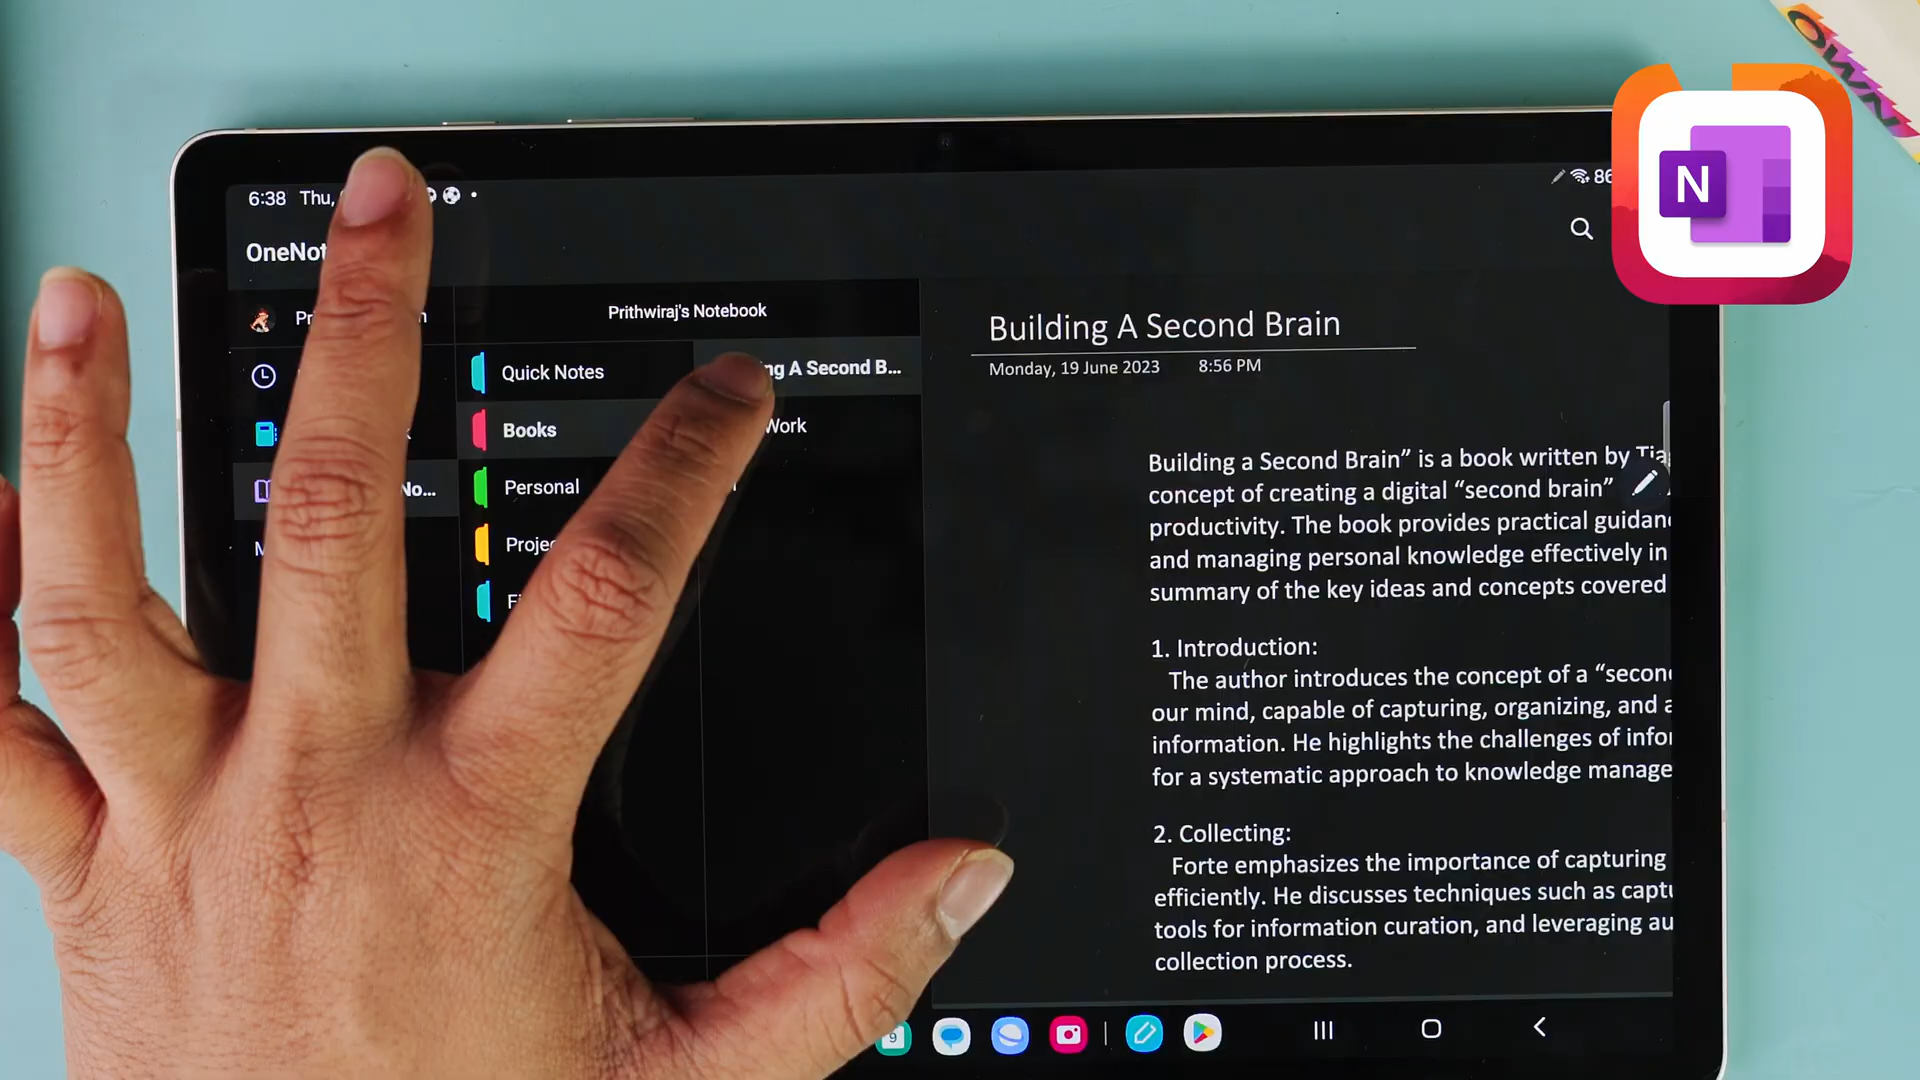 OWN
N
6:38 Thu,
86
OneNot
Prithwiraj's Notebook
Quick Notes
ng A Second B...
Books
Work
Personal
No...
Building A Second Brain
Monday, 19 June 2023 8:56 PM
Building a Second Brain” is a book written by
concept of creating a digital “second brain”
productivity. The book provides practical
and managing personal knowledge effectively in
summary of the key ideas and concepts covered
1. Introduction:
The author introduces the concept of a
our mind, capable of capturing, organizing, and
information. He highlights the challenges of
for a systematic approach to knowledge
2. Collecting:
Forte emphasizes the importance of capturing
efficiently. He discusses techniques such as
tools for information curation, and leveraging
collection process.
9